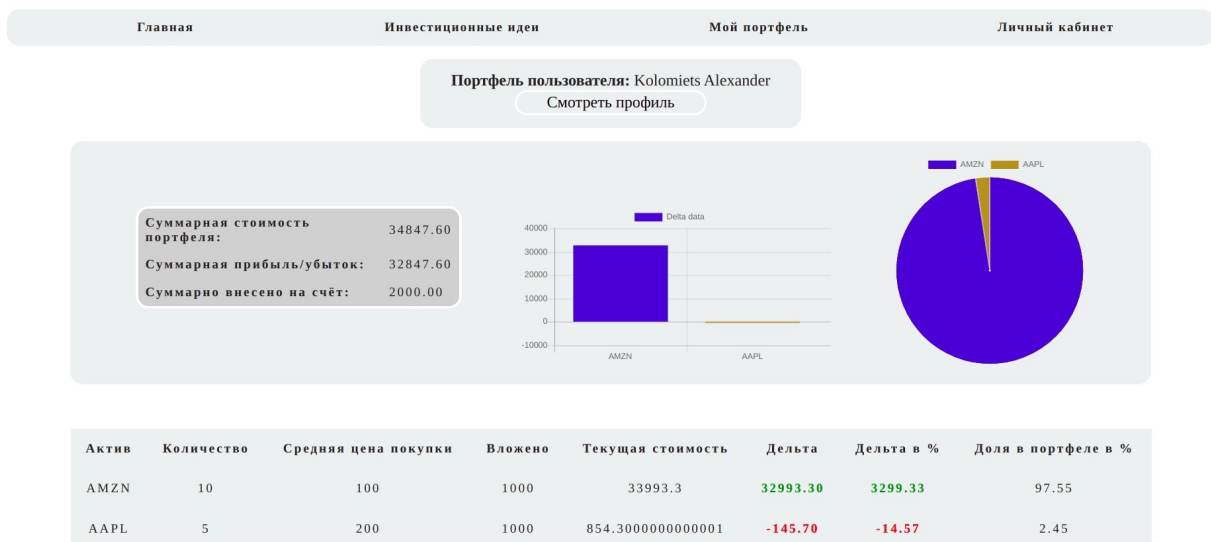 Главная Инвестиционные идеи Мой портфель Личный кабинет
Портфель пользователя: Kolomiets Alexander
Смотреть профиль
AMZN AAPL
Суммарная стоимость
портфеля: 34847.60
Суммарная прибыль/убыток: 32847.60
Суммарно внесено на счёт: 2000.00
Delta data
40000
30000
20000
10000
0
-10000
AMZN AAPL
Актив Количество Средняя цена покупки Вложено Текущая стоимость Дельта Дельта в % Доля в портфеле в %
AMZN 10 100 1000 33993.3 32993.30 3299.33 97.55
AAPL 5 200 1000 854.3000000000001 -145.70 -14.57 2.45